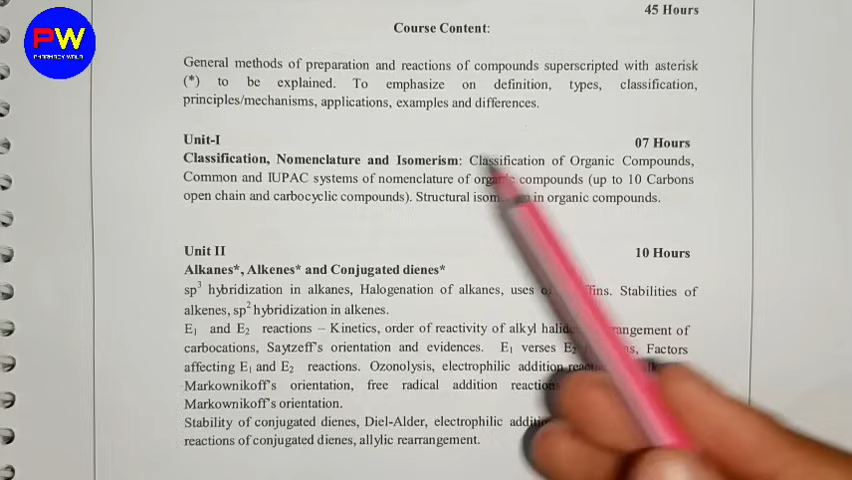 PW
PHARMACY WALA
45 Hours
Course Content:
General methods of preparation and reactions of compounds superscripted with asterisk
(*) to be explained. To emphasize on definition, types, classification,
principles/mechanisms, applications, examples and differences.
Unit-I 07 Hours
Classification, Nomenclature and Isomerism: Classification of Organic Compounds,
Common and IUPAC systems of nomenclature of organic compounds (up to 10 Carbons
open chain and carbocyclic compounds). Structural in organic compounds.
Unit II 10 Hours
Alkanes*, Alkenes* and Conjugated dienes*
sp3 hybridization in alkanes, Halogenation of alkanes, uses Stabilities of
alkenes, sp2 hybridization in alkenes.
E1 and E2 reactions – Kinetics, order of reactivity of alkyl of
carbocations, Saytzeff's orientation and evidences. E1 verses Factors
affecting E1 and E2 reactions. Ozonolysis, electrophilic addition
Markownikoff's orientation, free radical addition
Markownikoff's orientation.
Stability of conjugated dienes, Diel-Alder, electrophilic
reactions of conjugated dienes, allylic rearrangement.